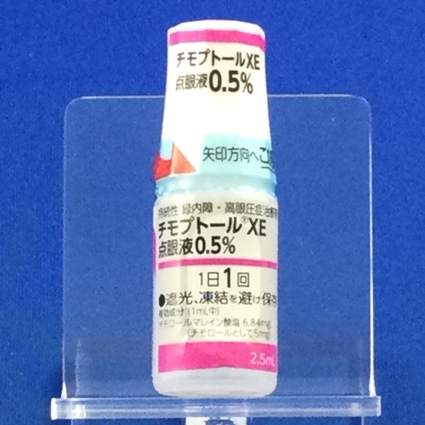 チモプトールXE
点眼液0.5%
矢印方向へ
持続性 緑内障・高眼圧症治療
チモプトール®XE
点眼液0.5%
1日1回
●遮光、凍結を避け保存
有効成分(1mL中)
チモロールマレイン酸塩 6.84mg
(チモロールとして5mg)
2.5mL